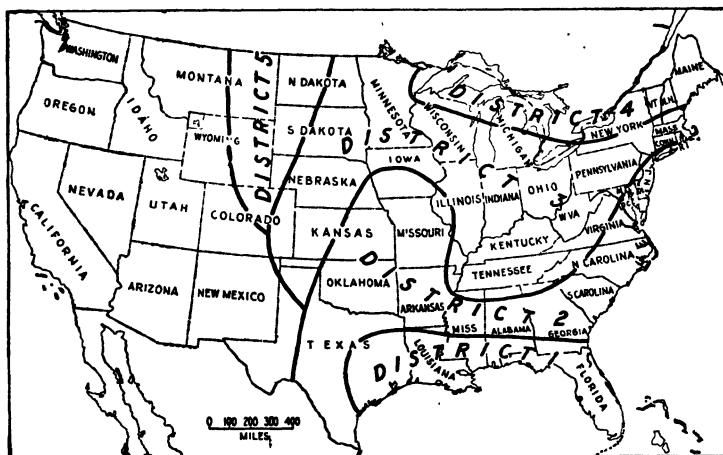 WASHINGTON
MONTANA
N DAKOTA
MINNESOTA
MAINE
OREGON
IDAHO
WYOMING
S DAKOTA
WISCONSIN
MICHIGAN
VT
N.H.
NEW YORK
MASS
CONN
DISTRICT 5
DISTRICT 4
DISTRICT 3
NEVADA
UTAH
COLORADO
NEBRASKA
IOWA
ILLINOIS
INDIANA
OHIO
PENNSYLVANIA
CALIFORNIA
KANSAS
MISSOURI
W.VA
VIRGINIA
KENTUCKY
TENNESSEE
N CAROLINA
ARIZONA
NEW MEXICO
OKLAHOMA
ARKANSAS
S.CAROLINA
DISTRICT 2
MISS
ALABAMA
GEORGIA
TEXAS
LOUISIANA
DISTRICT 1
FLORIDA
0 100 200 300 400
MILES